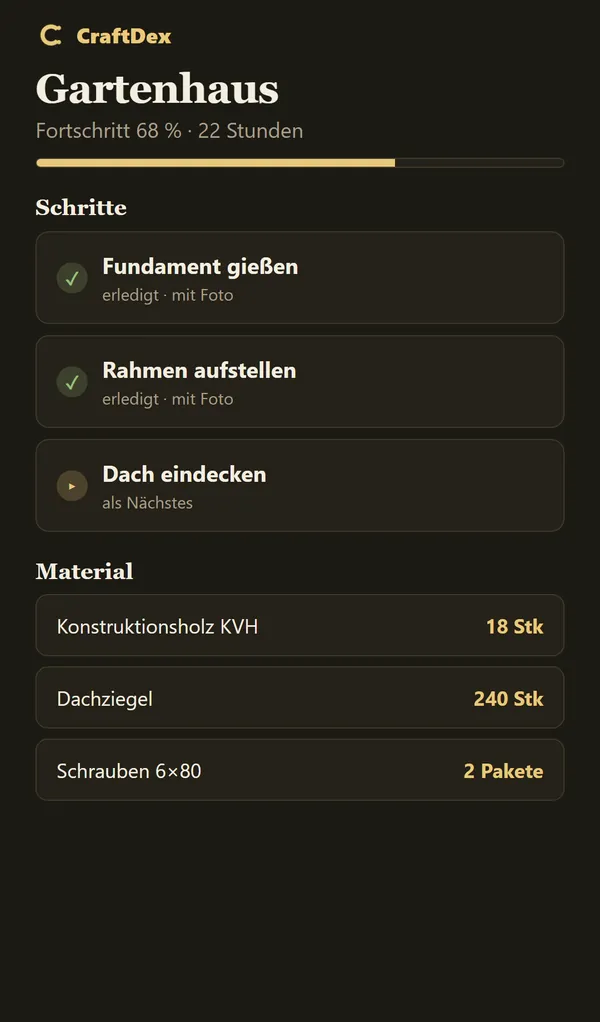 CraftDex
Gartenhaus
Fortschritt 68 % · 22 Stunden
Schritte
Fundament gießen
erledigt · mit Foto
Rahmen aufstellen
erledigt · mit Foto
Dach eindecken
als Nächstes
Material
Konstruktionsholz KVH 18 Stk
Dachziegel 240 Stk
Schrauben 6×80 2 Pakete